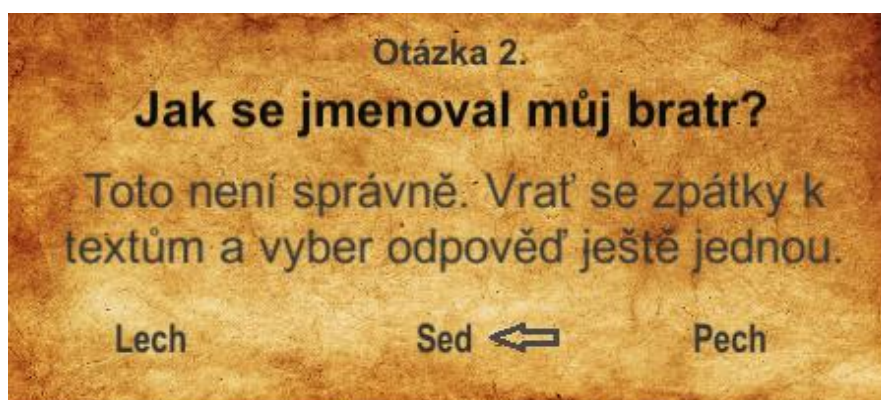 Otázka 2.
Jak se jmenoval můj bratr?
Toto není správně. Vrať se zpátky k
textům a vyber odpověď ještě jednou.
Lech Sed Pech